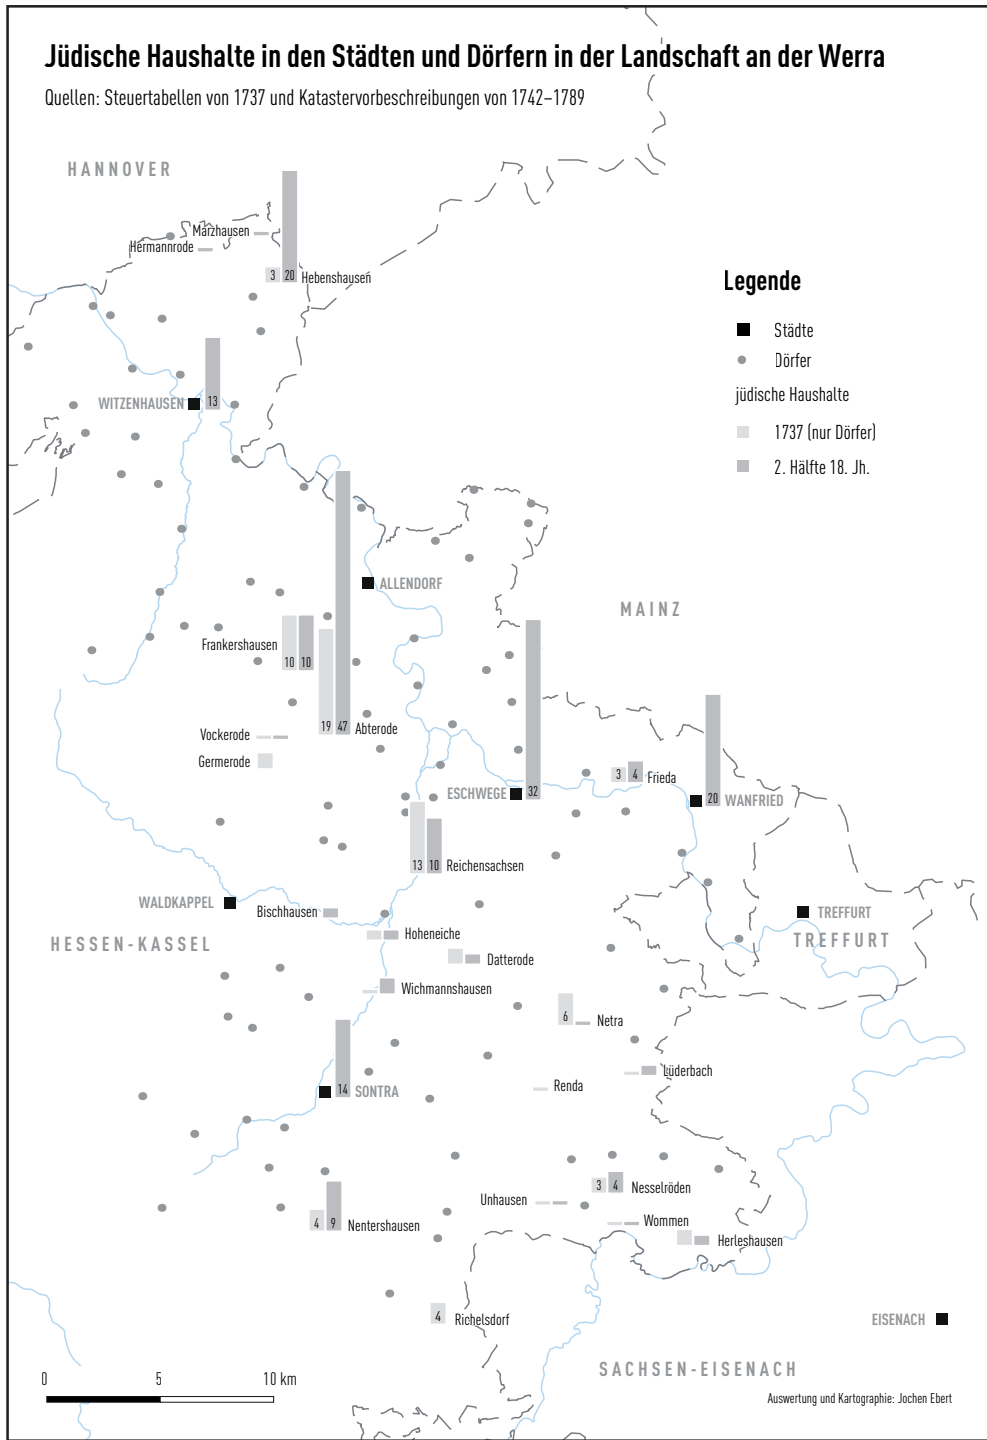 Jüdische Haushalte in den Städten und Dörfern in der Landschaft an der Werra
Quellen: Steuertabellen von 1737 und Katastervorbeschreibungen von 1742–1789
HANNOVER
Marzhausen
Hermannrode
3 20 Hebenshausen
Legende
Städte
Dörfer
jüdische Haushalte
1737 (nur Dörfer)
2. Hälfte 18. Jh.
WITZENHAUSEN 13
ALLENDORF
MAINZ
Frankershausen 10 10
19 47 Abterode
Vockerode
Germerode
3 4 Frieda
ESCHWEGE 32
20 WANFRIED
13 10 Reichensachsen
WALDKAPPEL
Bischhausen
TREFFURT
HESSEN-KASSEL
TREFFURT
Hoheneiche
Datterode
Wichmannshausen
6 Netra
Lüderbach
Renda
14 SONTRA
3 4 Nesselröden
Unhausen
Wommen
4 9 Nentershausen
Herleshausen
4 Richelsdorf
EISENACH
SACHSEN-EISENACH
0 5 10 km
Auswertung und Kartographie: Jochen Ebert